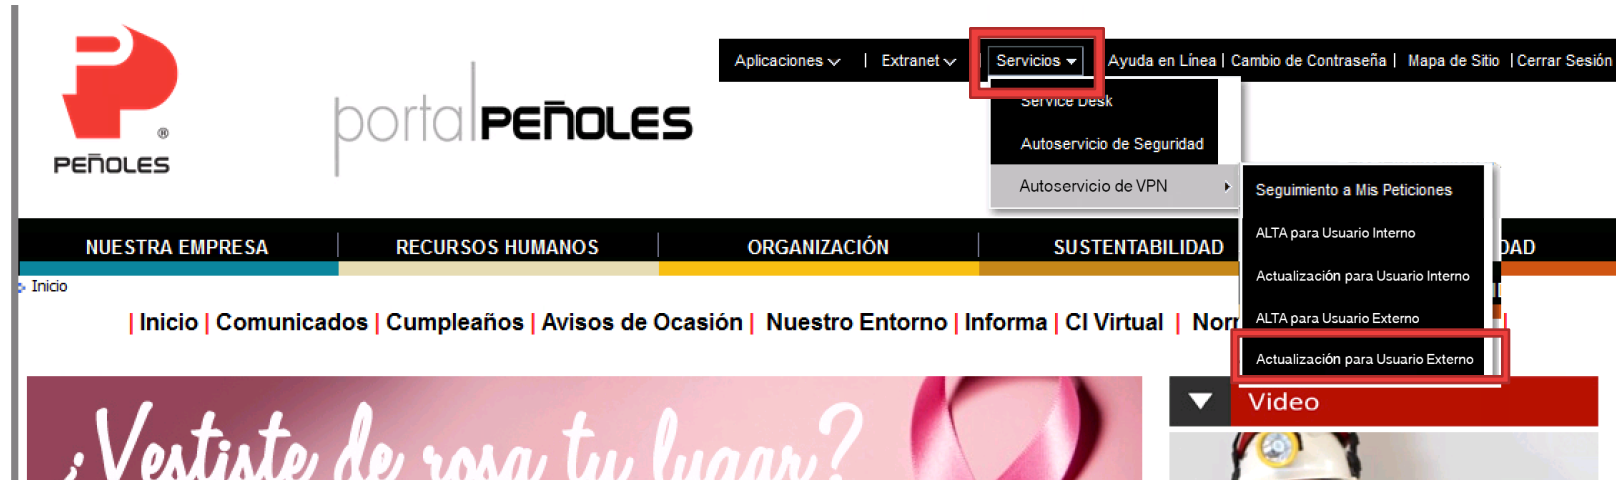 Aplicaciones | Extranet | Servicios Ayuda en Línea | Cambio de Contraseña | Mapa de Sitio | Cerrar Sesión
®
PEÑOLES
portal PEÑOLES
Service Desk
Autoservicio de Seguridad
Autoservicio de VPN
Seguimiento a Mis Peticiones
ALTA para Usuario Interno
Actualización para Usuario Interno
ALTA para Usuario Externo
Actualización para Usuario Externo
NUESTRA EMPRESA
RECURSOS HUMANOS
ORGANIZACIÓN
SUSTENTABILIDAD
DAD
Inicio
| Inicio | Comunicados | Cumpleaños | Avisos de Ocasión | Nuestro Entorno | Informa | CI Virtual | Nor
¿Vestiste de rosa tu lugar?
Video